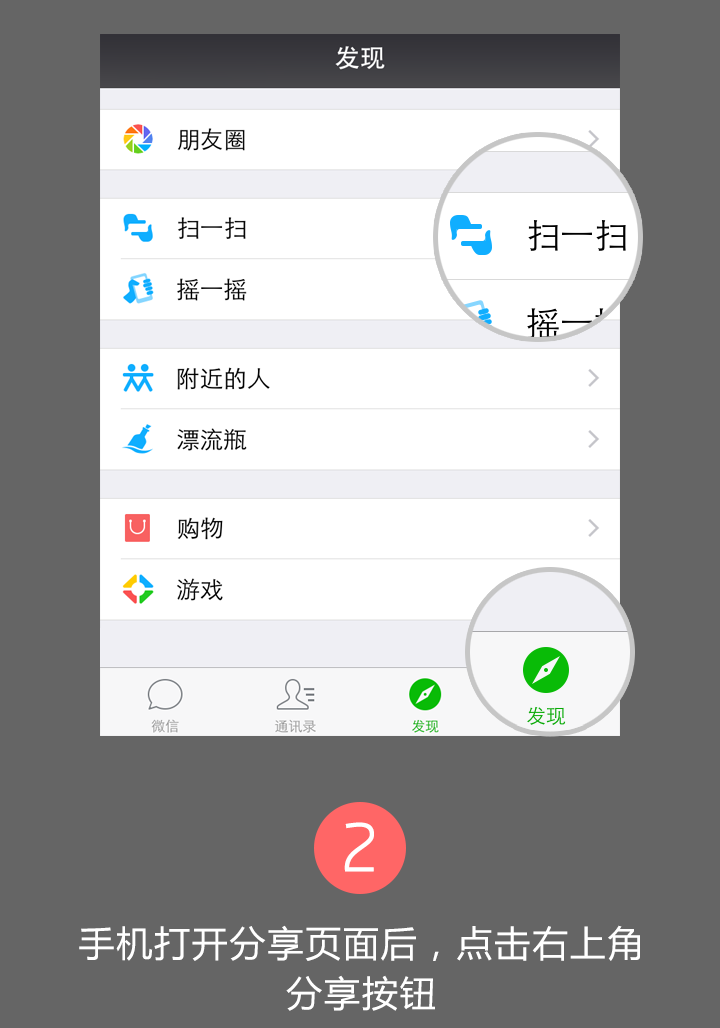 发现
朋友圈
扫一扫
扫一扫
摇一摇
摇一摇
附近的人
漂流瓶
购物
游戏
发现
微信
通讯录
发现
2
手机打开分享页面后，点击右上角
分享按钮